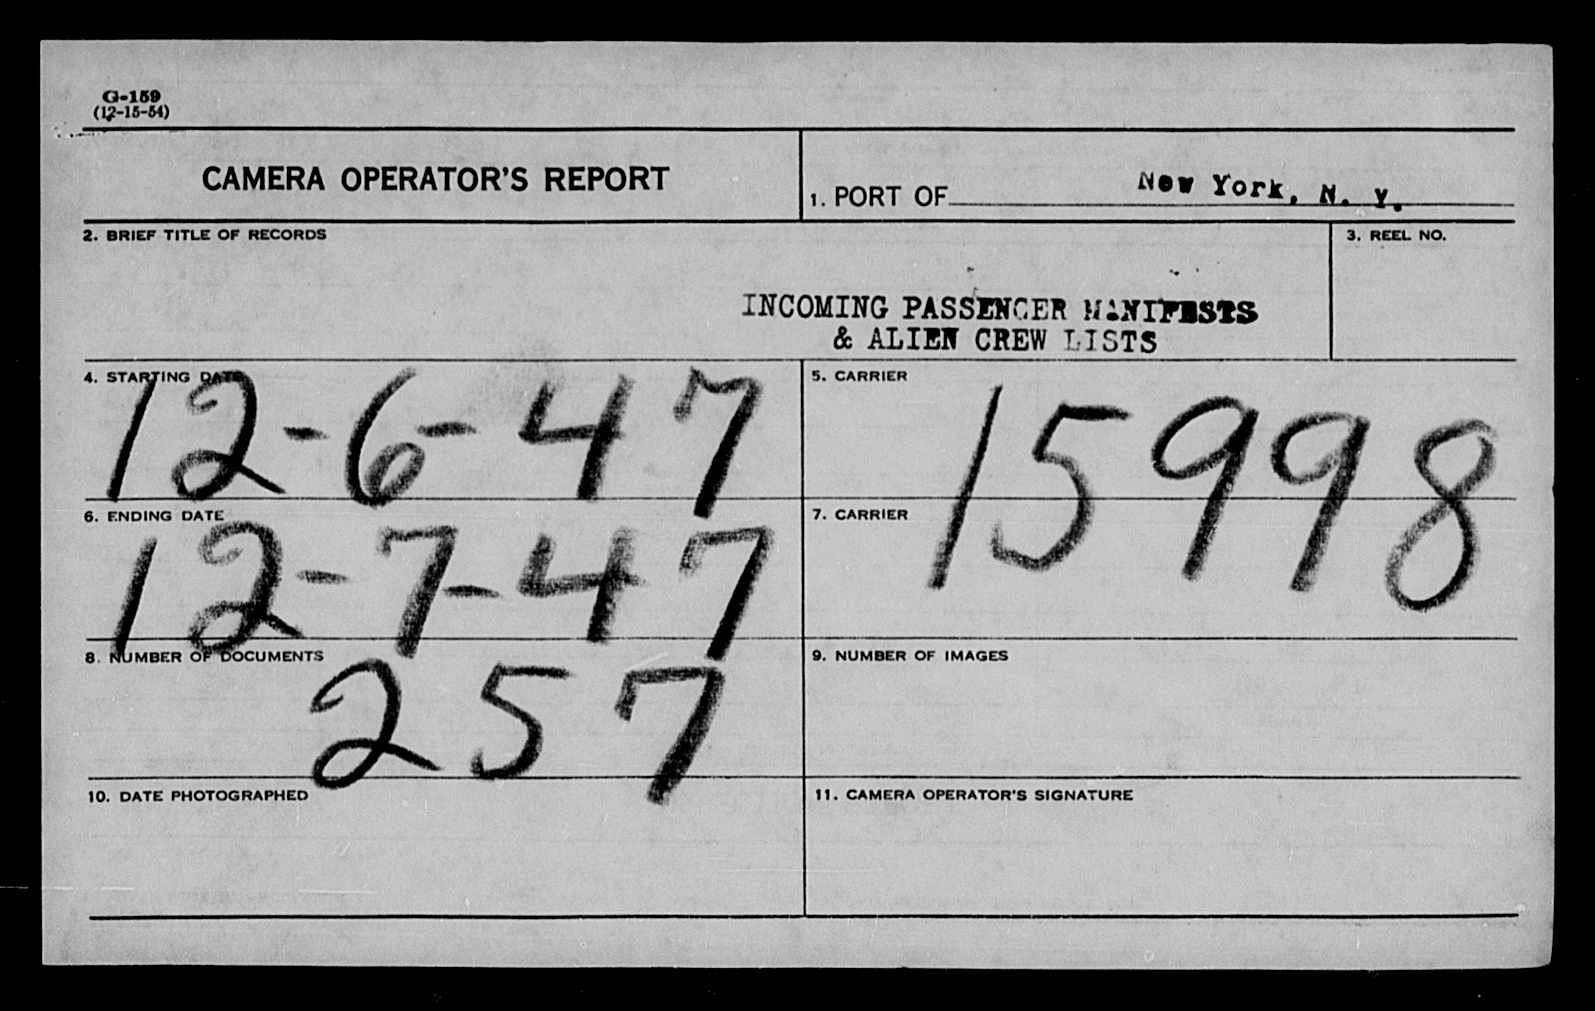 G-159
(12-15-54)
CAMERA OPERATOR'S REPORT
1. PORT OF New York, N. Y.
2. BRIEF TITLE OF RECORDS
3. REEL NO.
INCOMING PASSENGER MANIFESTS
& ALIEN CREW LISTS
4. STARTING DATE
12-6-47
5. CARRIER
15998
6. ENDING DATE
12-7-47
7. CARRIER
8. NUMBER OF DOCUMENTS
257
9. NUMBER OF IMAGES
10. DATE PHOTOGRAPHED
11. CAMERA OPERATOR'S SIGNATURE